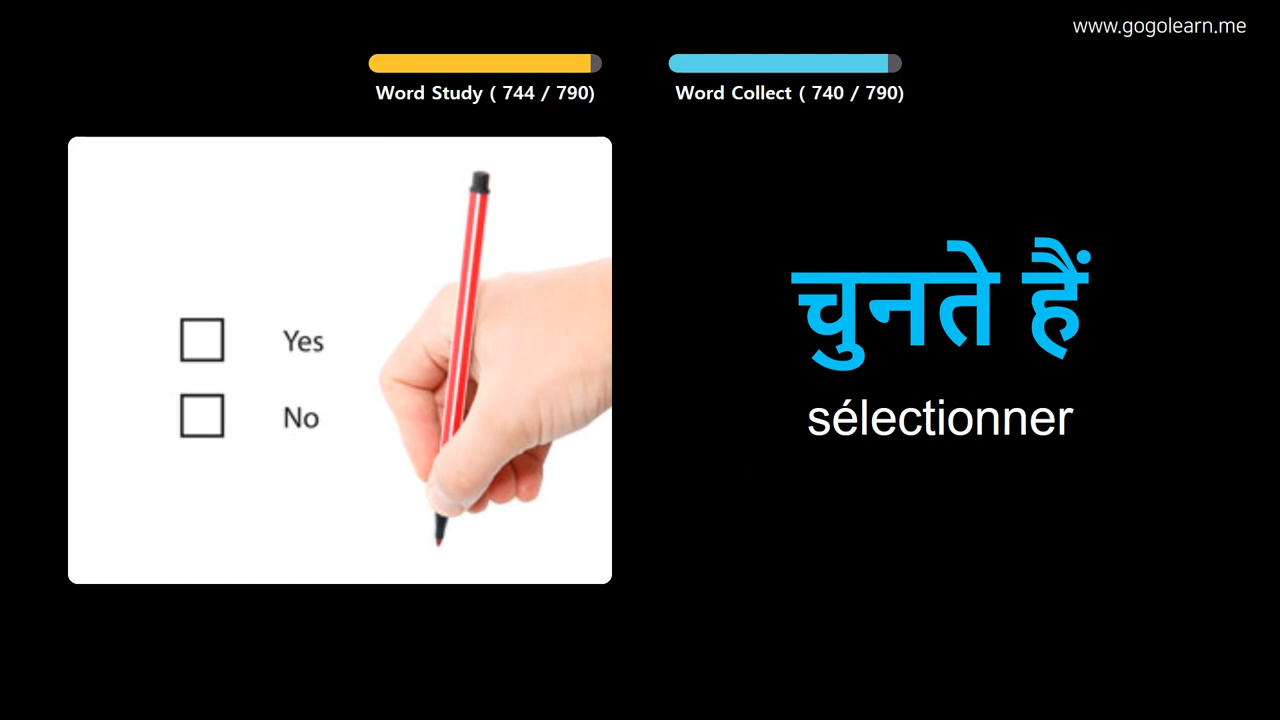 www.gogolearn.me
Word Study ( 744 / 790)
Word Collect ( 740 / 790)
Yes
No
चुनते हैं
sélectionner